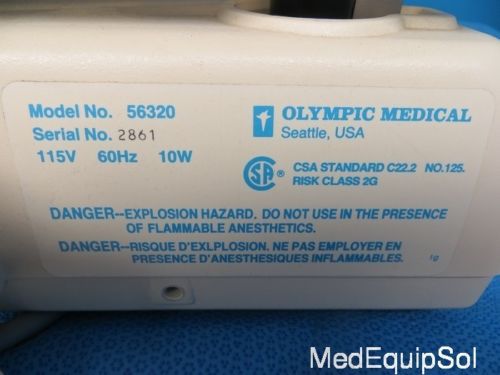 Model No. 56320
Serial No. 2861
115V 60Hz 10W
OLYMPIC MEDICAL
Seattle, USA
CSA STANDARD C22.2 NO.125.
RISK CLASS 2G
DANGER--EXPLOSION HAZARD. DO NOT USE IN THE PRESENCE
OF FLAMMABLE ANESTHETICS.
DANGER--RISQUE D'EXLPLOSION. NE PAS EMPLOYER EN
PRESENCE D'ANESTHESIQUES INFLAMMABLES.
1g
MedEquipSol